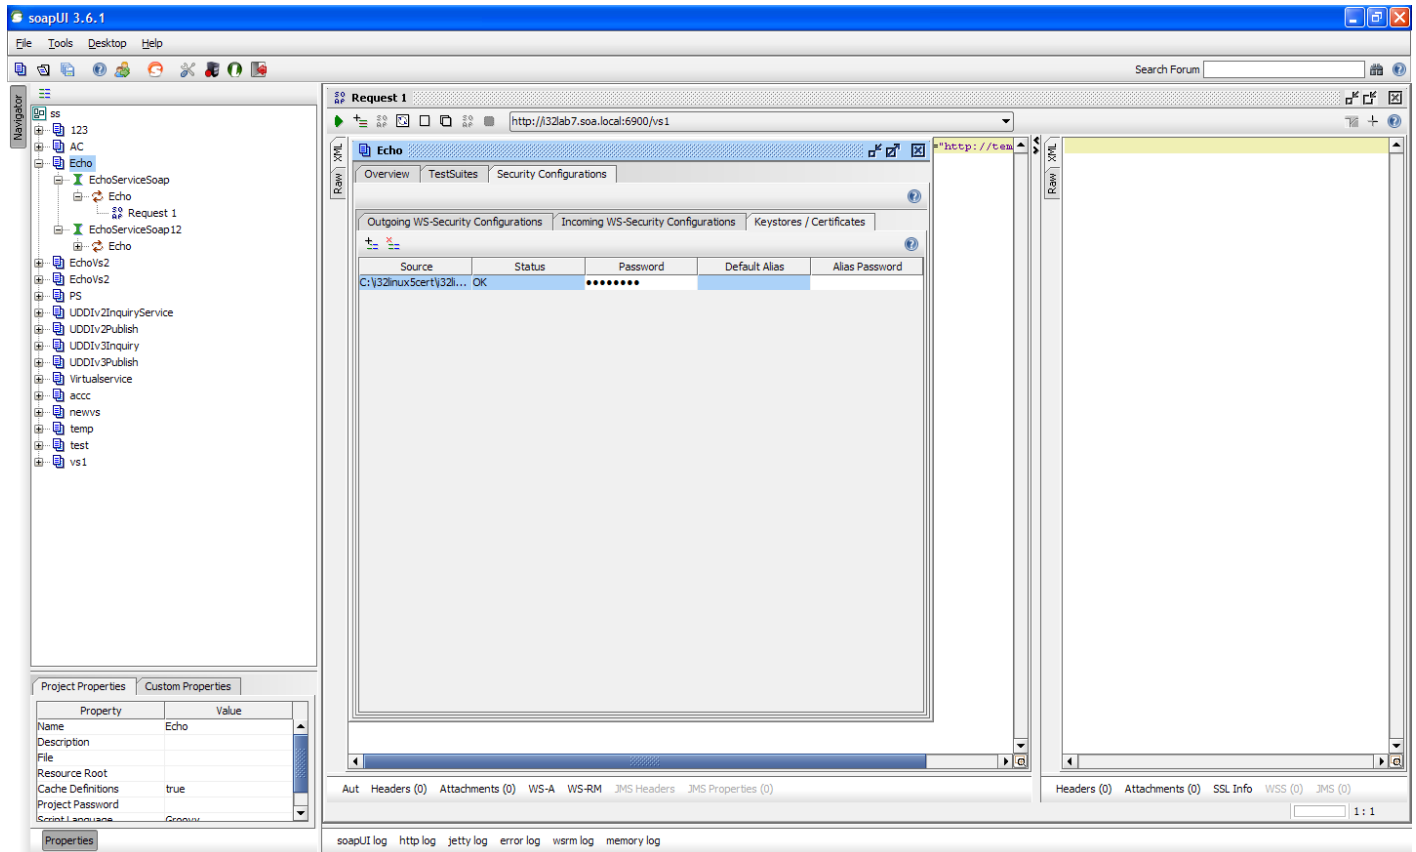 soapUI 3.6.1
File Tools Desktop Help
Search Forum
Navigator
ss
123
AC
Echo
EchoServiceSoap
Echo
Request 1
EchoServiceSoap12
Echo
EchoVs2
EchoVs2
PS
UDDIv2InquiryService
UDDIv2Publish
UDDIv3Inquiry
UDDIv3Publish
Virtualservice
accc
newvs
temp
test
vs1
Project Properties Custom Properties
Property Value
Name Echo
Description
File
Resource Root
Cache Definitions true
Project Password
Script Language Groovy
Properties
SO AP Request 1
http://i32lab7.soa.local:6900/vs1
XML
Raw
Echo
="http://tem
Overview TestSuites Security Configurations
Outgoing WS-Security Configurations Incoming WS-Security Configurations Keystores / Certificates
Source Status Password Default Alias Alias Password
C:\i32linux5cert\i32li... OK ●●●●●●●●
XML
Raw
Aut Headers (0) Attachments (0) WS-A WS-RM JMS Headers JMS Properties (0)
Headers (0) Attachments (0) SSL Info WSS (0) JMS (0)
1 : 1
soapUI log http log jetty log error log wsrm log memory log